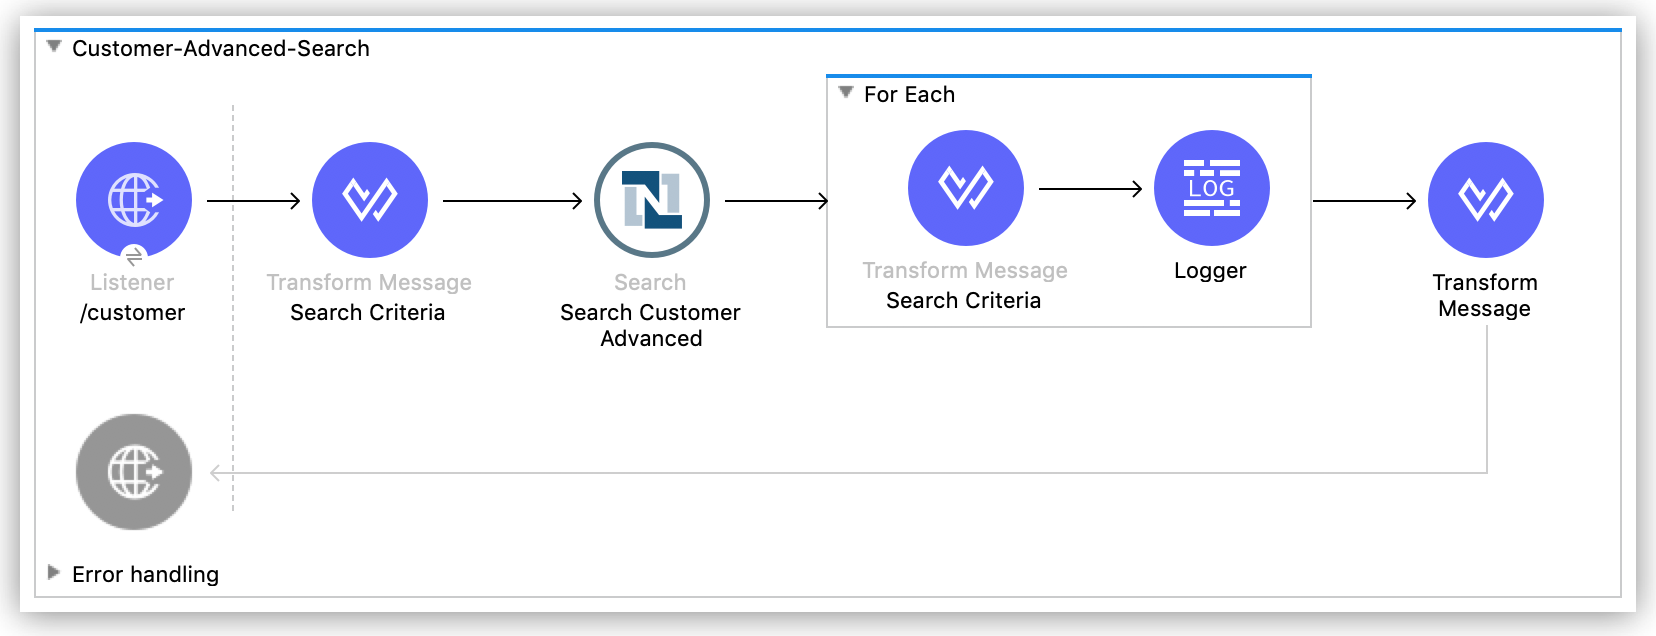 Customer-Advanced-Search
For Each
LOG
Listener
/customer
Transform Message
Search Criteria
Search
Search Customer
Advanced
Transform Message
Search Criteria
Logger
Transform
Message
Error handling